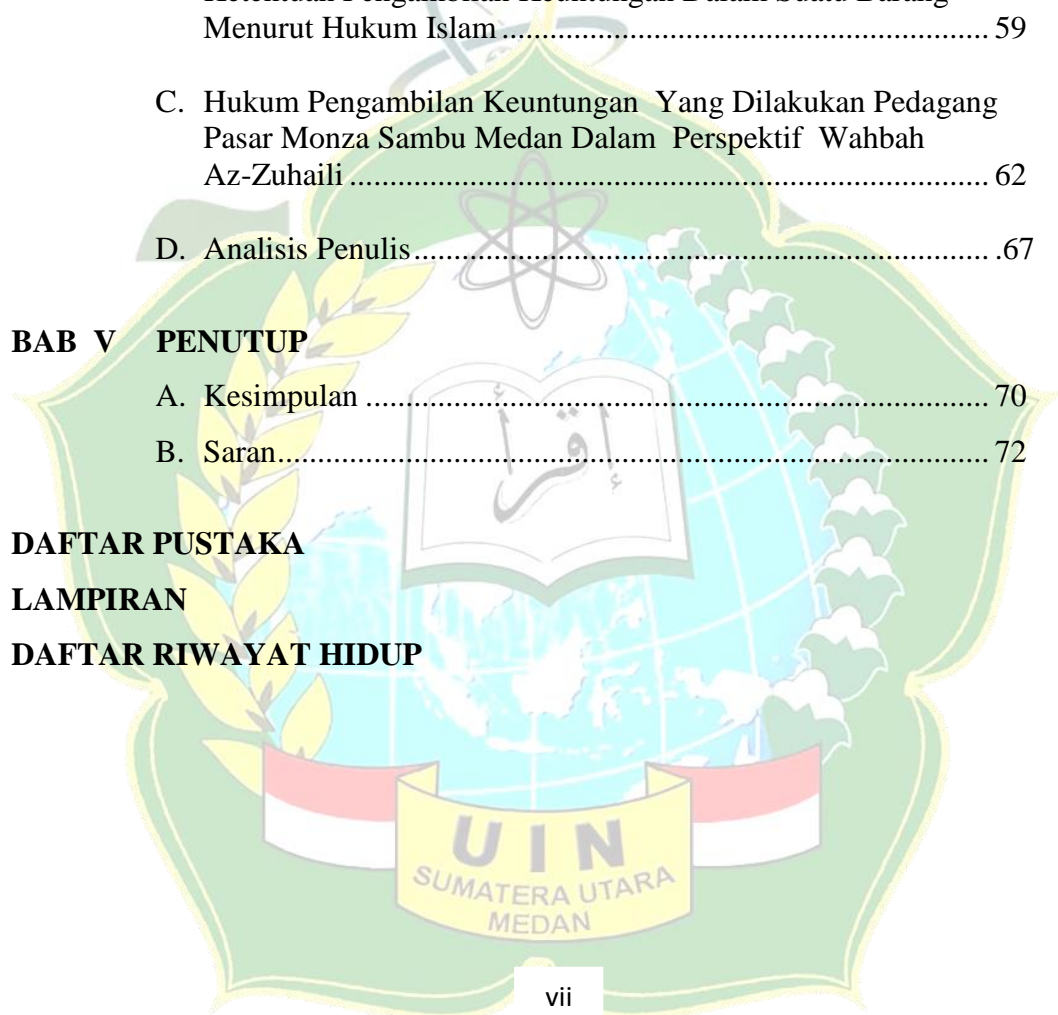 Menurut Hukum Islam ........................................................... 59
C. Hukum Pengambilan Keuntungan Yang Dilakukan Pedagang
Pasar Monza Sambu Medan Dalam Perspektif Wahbah
Az-Zuhaili ................................................................... 62
D. Analisis Penulis ............................................................ .67
BAB V PENUTUP
A. Kesimpulan ................................................................. 70
B. Saran ........................................................................... 72
DAFTAR PUSTAKA
LAMPIRAN
DAFTAR RIWAYAT HIDUP
إقرأ
UIN
SUMATERA UTARA
MEDAN
vii